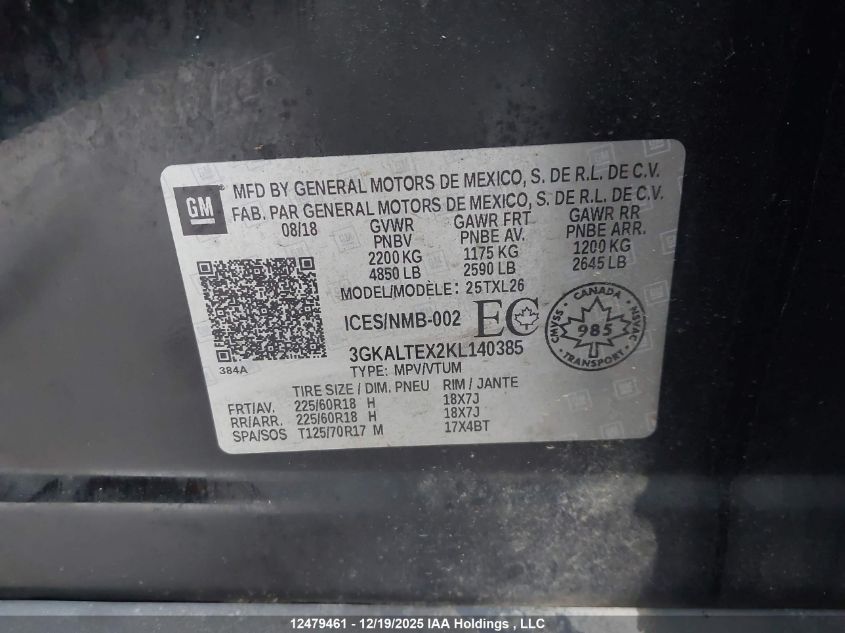 GM
MFD BY GENERAL MOTORS DE MEXICO, S. DE R.L. DE C.V.
FAB. PAR GENERAL MOTORS DE MEXICO, S. DE R.L. DE C.V.
08/18 GVWR GAWR FRT GAWR RR
PNBV PNBE AV. PNBE ARR.
2200 KG 1175 KG 1200 KG
4850 LB 2590 LB 2645 LB
MODEL/MODÈLE: 25TXL26
ICES/NMB-002 EC
CANADA
CMVSS 985 NSVAC
TRANSPORT
3GKALTEX2KL140385
384A TYPE: MPV/VTUM
TIRE SIZE / DIM. PNEU RIM / JANTE
FRT/AV. 225/60R18 H 18X7J
RR/ARR. 225/60R18 H 18X7J
SPA/SOS T125/70R17 M 17X4BT
12479461 - 12/19/2025 IAA Holdings, LLC